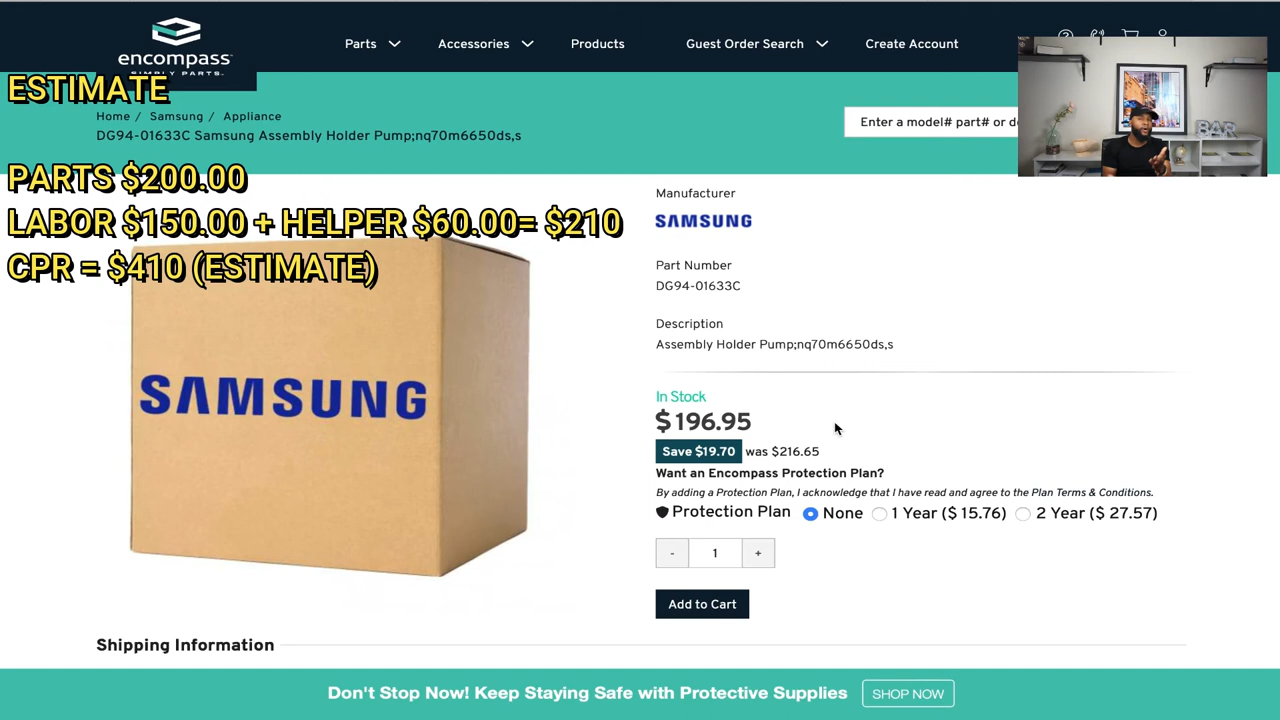 encompass
SIMPLY PARTS.
Parts
Accessories
Products
Guest Order Search
Create Account
ESTIMATE
Home / Samsung / Appliance
DG94-01633C Samsung Assembly Holder Pump;nq70m6650ds,s
Enter a model# part# or de
BAR
PARTS $200.00
LABOR $150.00 + HELPER $60.00= $210
CPR = $410 (ESTIMATE)
SAMSUNG
Manufacturer
SAMSUNG
Part Number
DG94-01633C
Description
Assembly Holder Pump;nq70m6650ds,s
In Stock
$ 196.95
Save $19.70 was $216.65
Want an Encompass Protection Plan?
By adding a Protection Plan, I acknowledge that I have read and agree to the Plan Terms & Conditions.
Protection Plan None 1 Year ($ 15.76) 2 Year ($ 27.57)
- 1 +
Add to Cart
Shipping Information
Don't Stop Now! Keep Staying Safe with Protective Supplies SHOP NOW